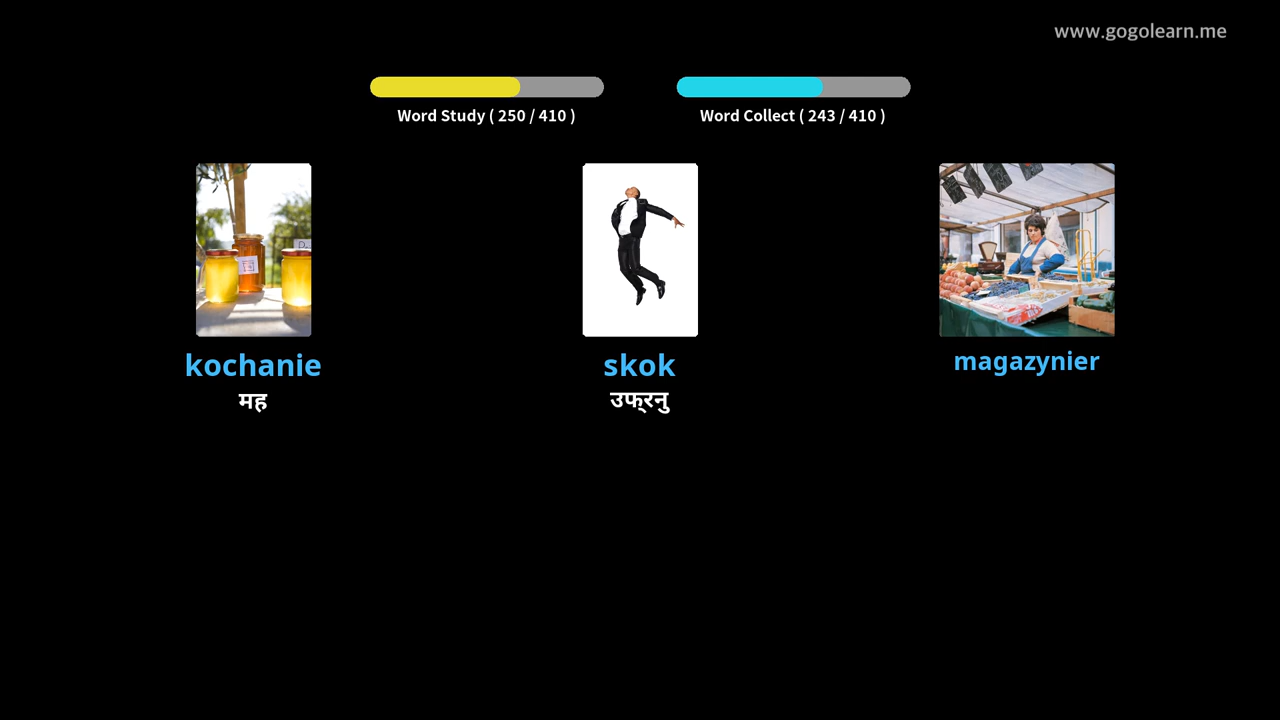 www.gogolearn.me
Word Study ( 250 / 410 )
Word Collect ( 243 / 410 )
kochanie
मह
skok
उफ्रनु
magazynier